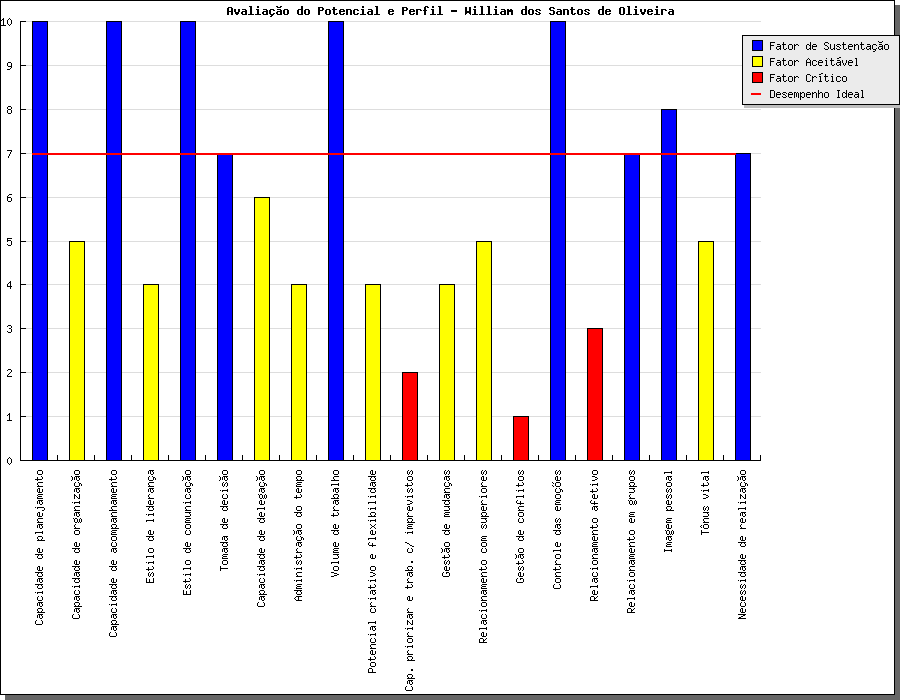 Avaliação do Potencial e Perfil - William dos Santos de Oliveira
Fator de Sustentação
Fator Aceitável
Fator Crítico
Desempenho Ideal
10
9
8
7
6
5
4
3
2
1
0
Capacidade de planejamento
Capacidade de organização
Capacidade de acompanhamento
Estilo de liderança
Estilo de comunicação
Tomada de decisão
Capacidade de delegação
Administração do tempo
Volume de trabalho
Potencial criativo e flexibilidade
Cap. priorizar e trab. c/ imprevistos
Gestão de mudanças
Relacionamento com superiores
Gestão de conflitos
Controle das emoções
Relacionamento afetivo
Relacionamento em grupos
Imagem pessoal
Tônus vital
Necessidade de realização